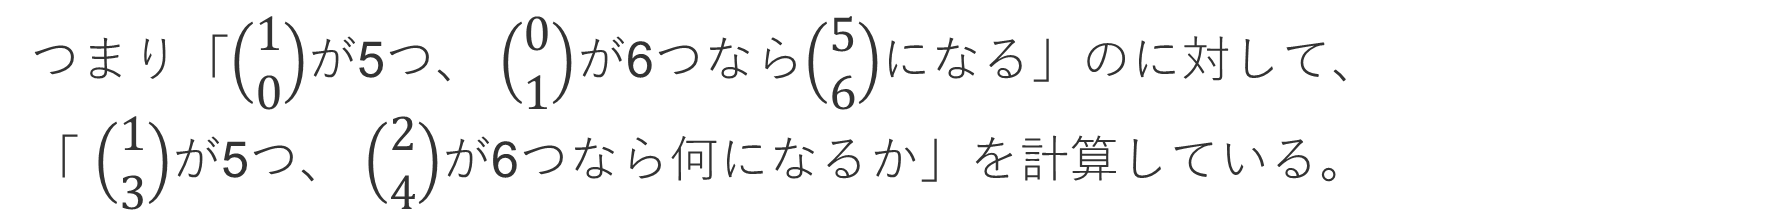 つまり「(1 0)が5つ、 (0 1)が6つなら(5 6)になる」のに対して、
「 (1 3)が5つ、 (2 4)が6つなら何になるか」を計算している。